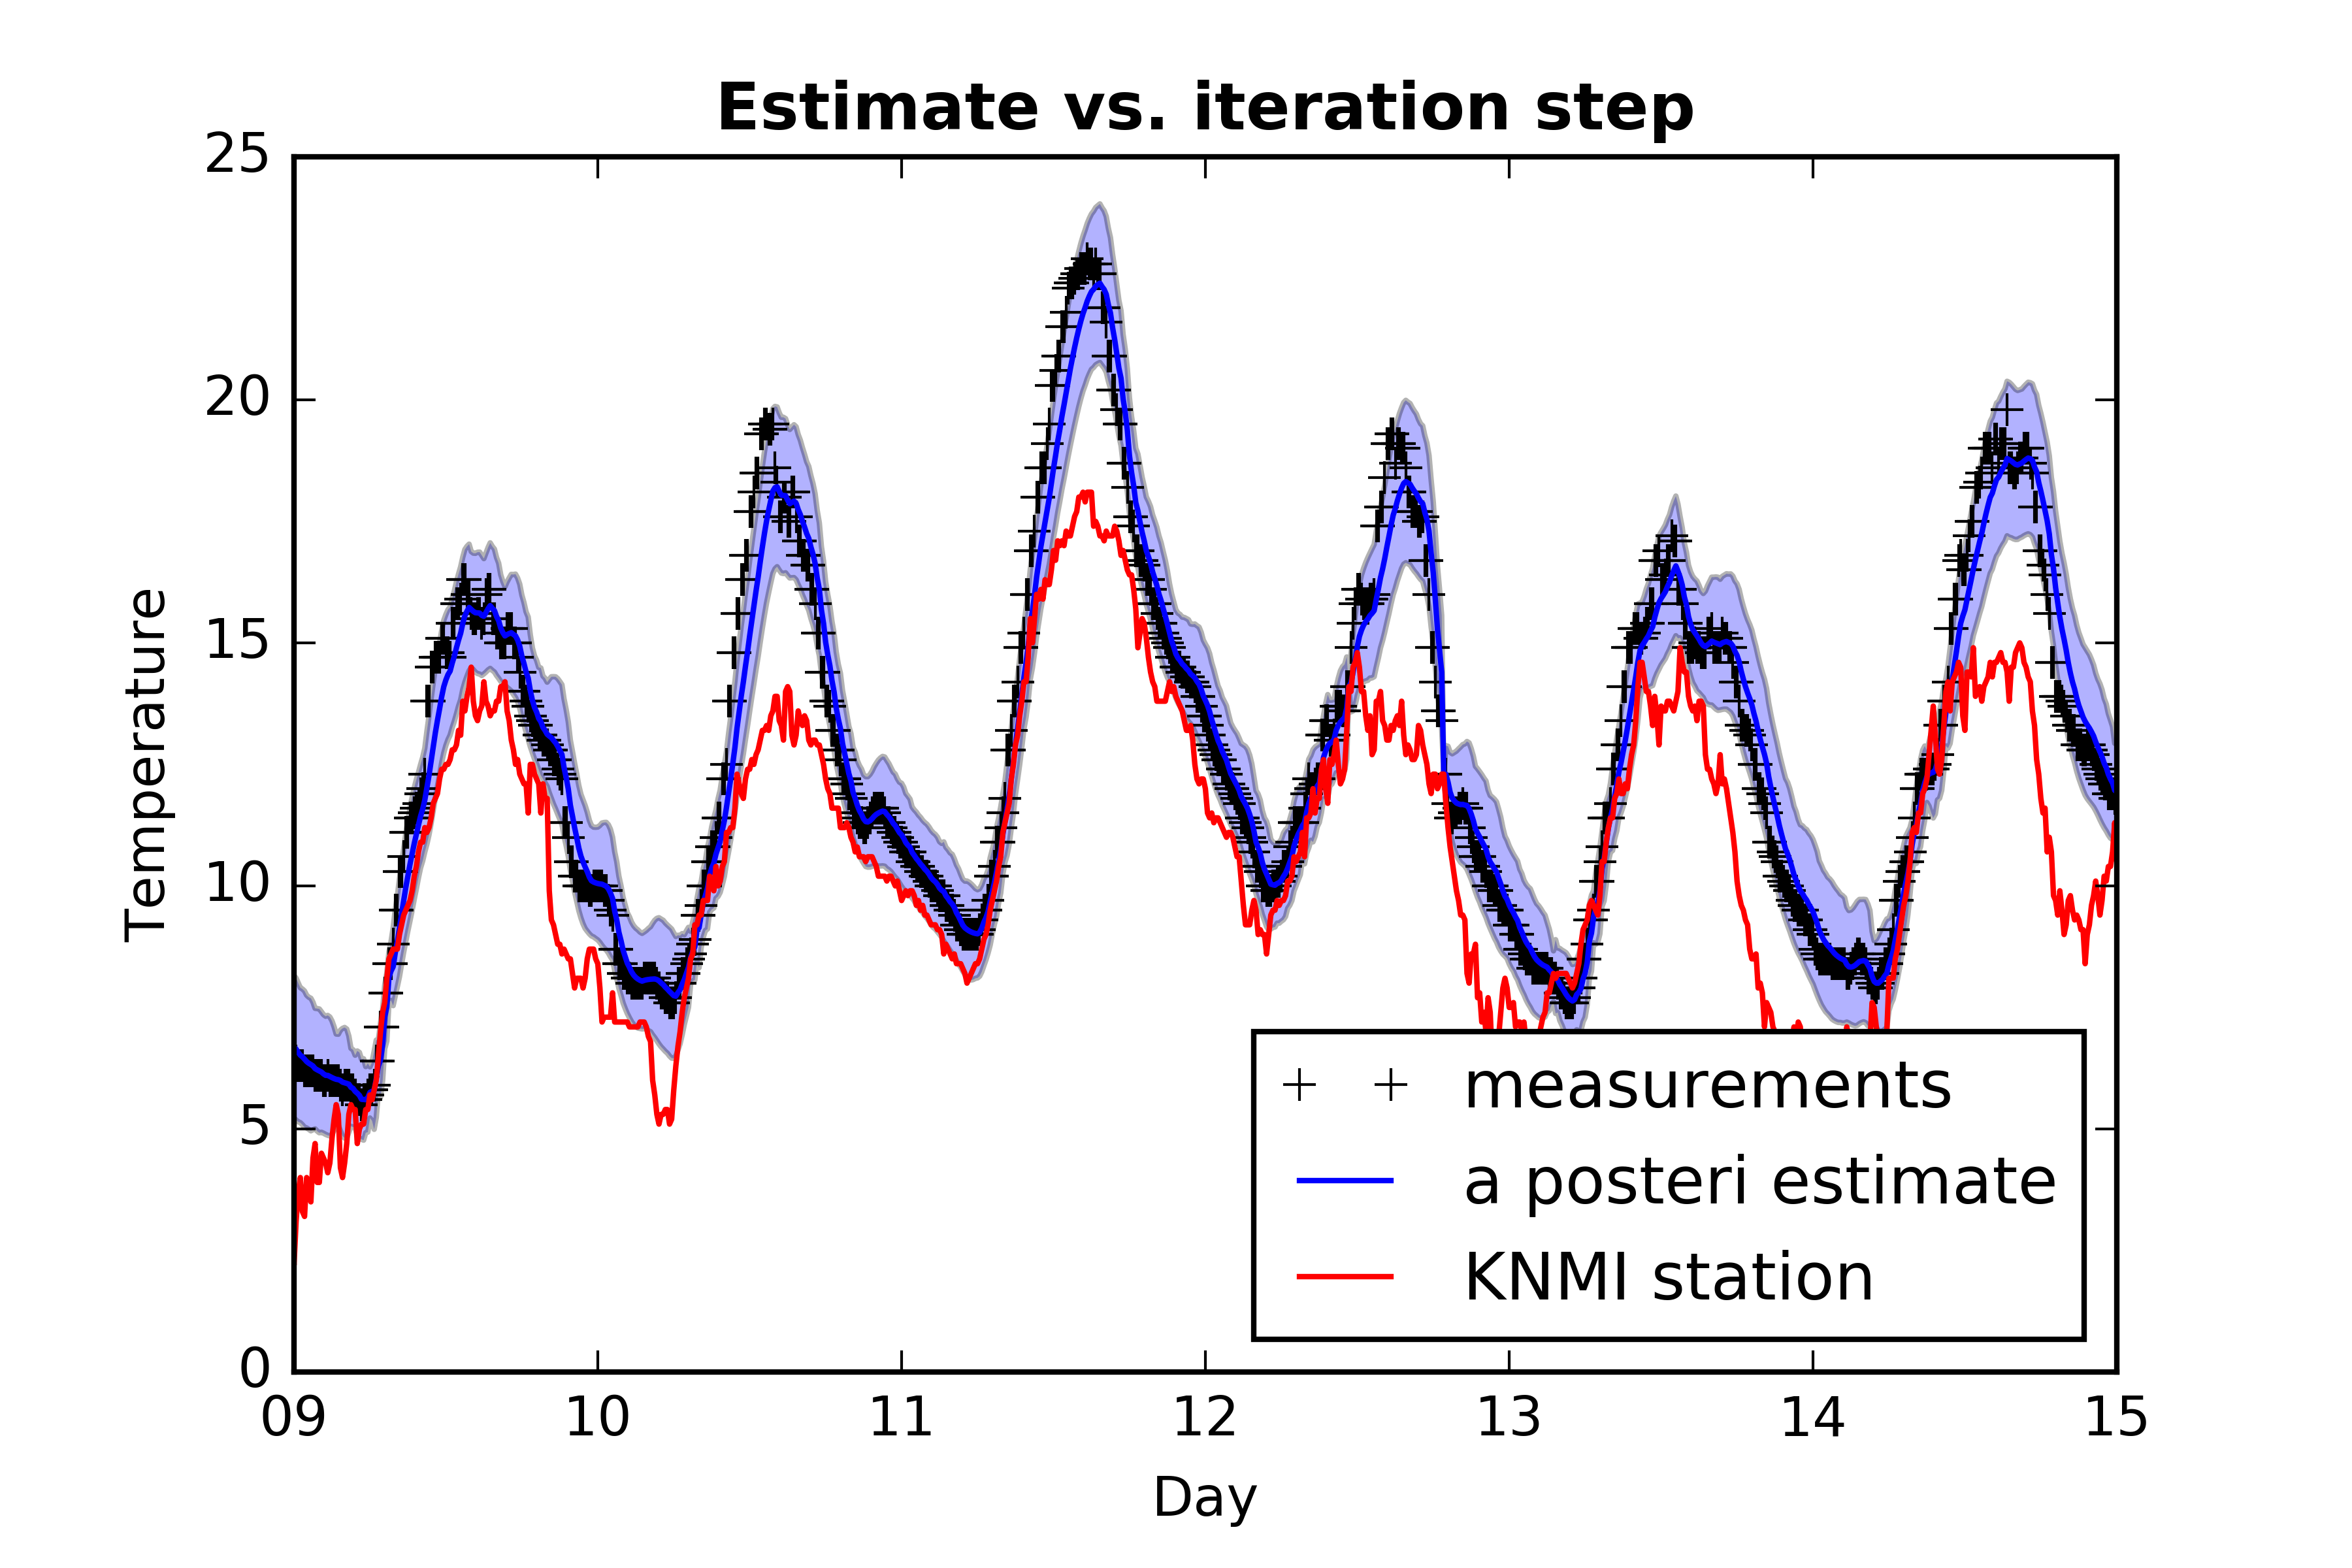 Estimate vs. iteration step
25
20
15
10
5
0
Temperature
09 10 11 12 13 14 15
Day
measurements
a posteri estimate
KNMI station